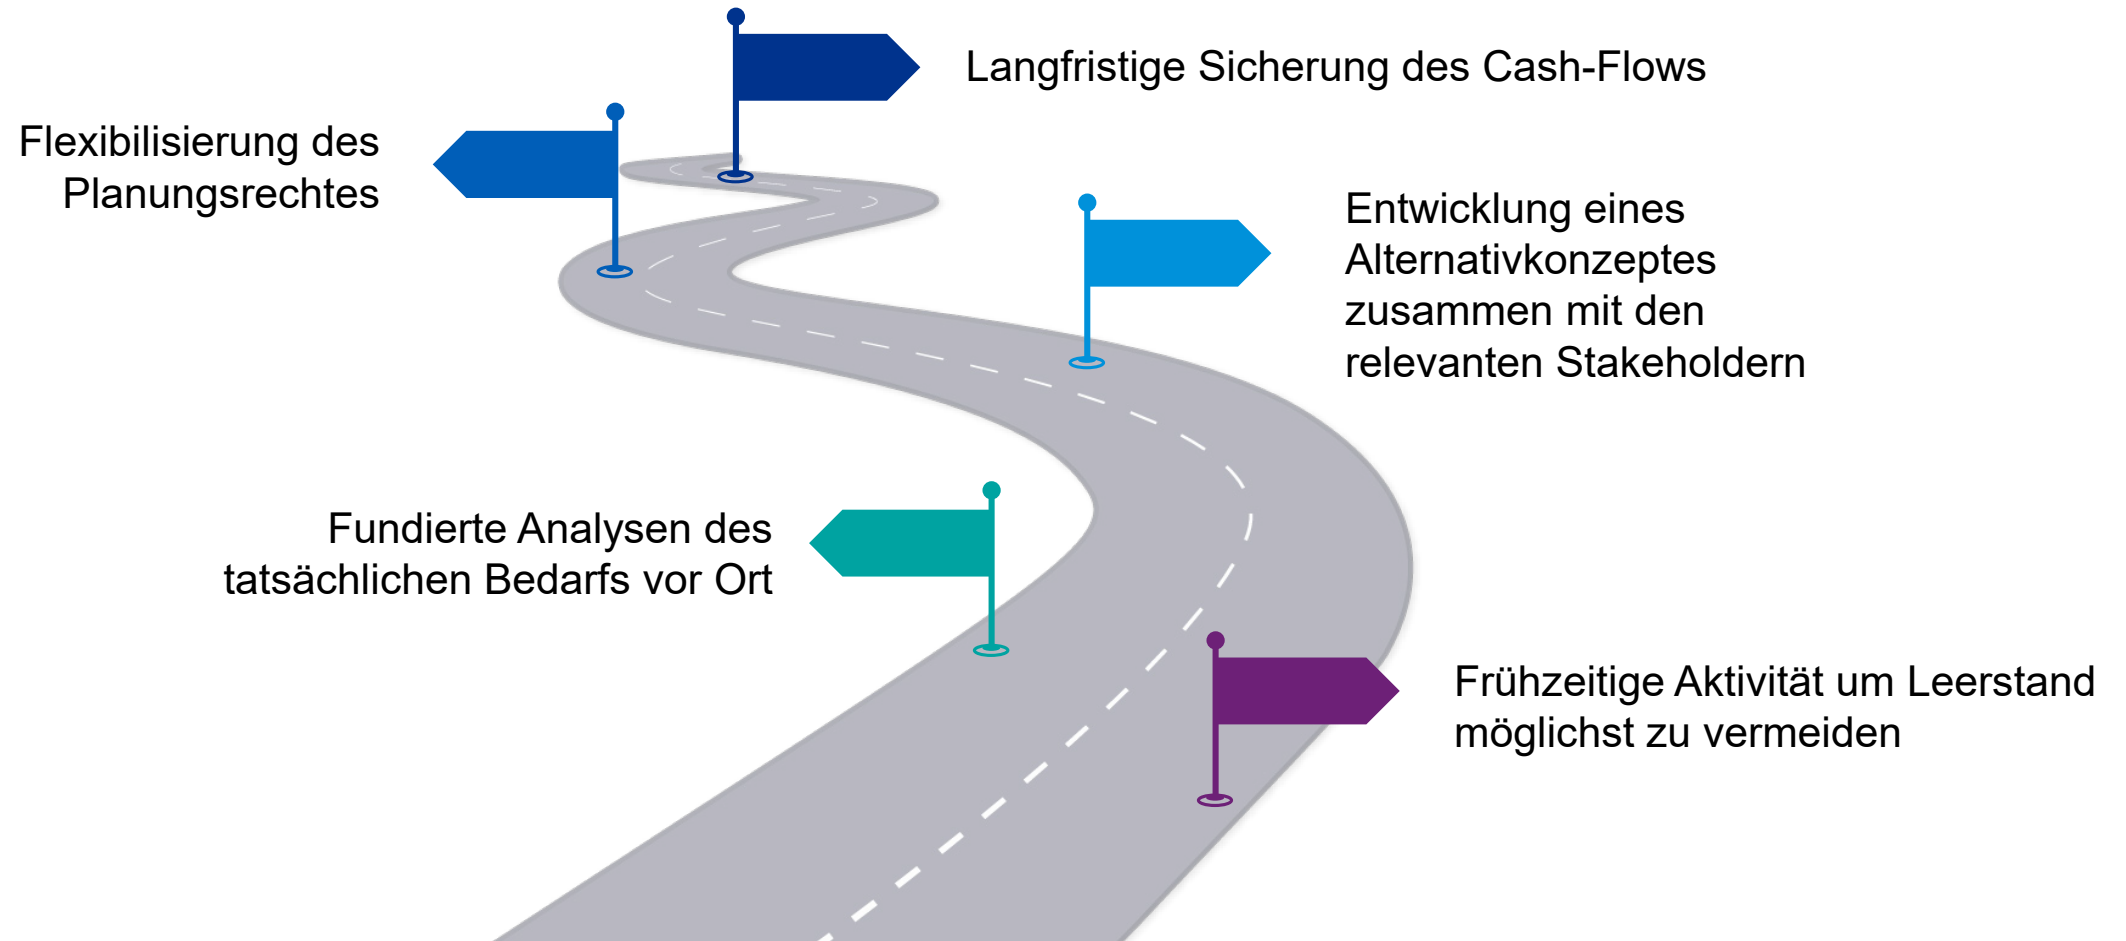 Langfristige Sicherung des Cash-Flows
Flexibilisierung des
Planungsrechtes
Entwicklung eines
Alternativkonzeptes
zusammen mit den
relevanten Stakeholdern
Fundierte Analysen des
tatsächlichen Bedarfs vor Ort
Frühzeitige Aktivität um Leerstand
möglichst zu vermeiden